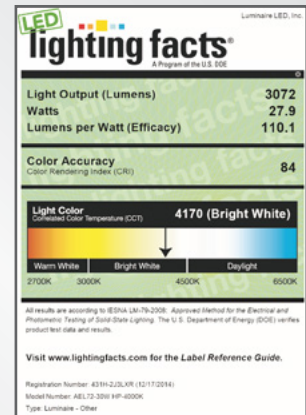 Luminaire LED, Inc.
LED
lighting facts®
A Program of the U.S. DOE
Light Output (Lumens) 3072
Watts 27.9
Lumens per Watt (Efficacy) 110.1
Color Accuracy 84
Color Rendering Index (CRI)
Light Color 4170 (Bright White)
Correlated Color Temperature (CCT)
Warm White Bright White Daylight
2700K 3000K 4500K 6500K
All results are according to IESNA LM-79-2008: Approved Method for the Electrical and
Photometric Testing of Solid-State Lighting. The U.S. Department of Energy (DOE) verifies
product test data and results.
Visit www.lightingfacts.com for the Label Reference Guide.
Registration Number: 431H-2J3LXR (12/17/2014)
Model Number: AEL72-30W-HP-4000K
Type: Luminaire - Other